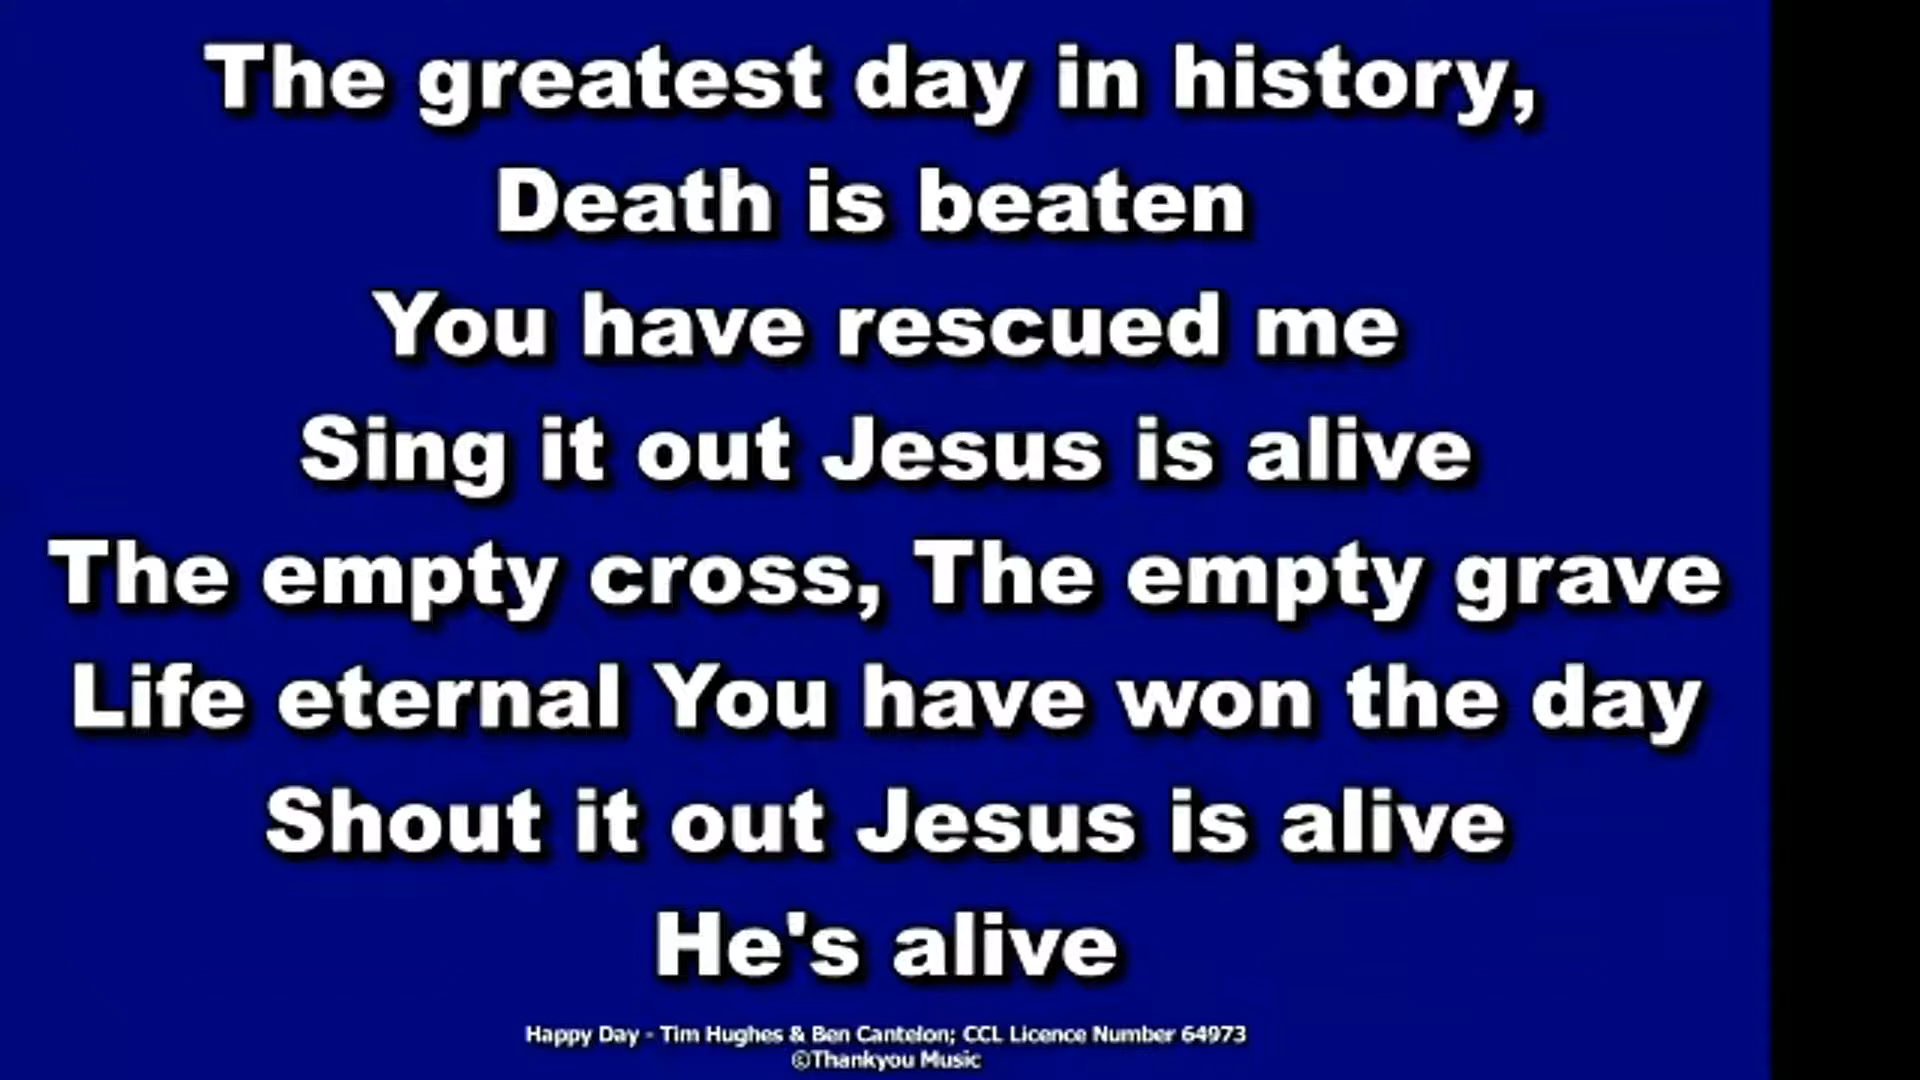 The greatest day in history,
Death is beaten
You have rescued me
Sing it out Jesus is alive
The empty cross, The empty grave
Life eternal You have won the day
Shout it out Jesus is alive
He's alive
Happy Day - Tim Hughes & Ben Cantelon; CCL Licence Number 64973
©Thankyou Music